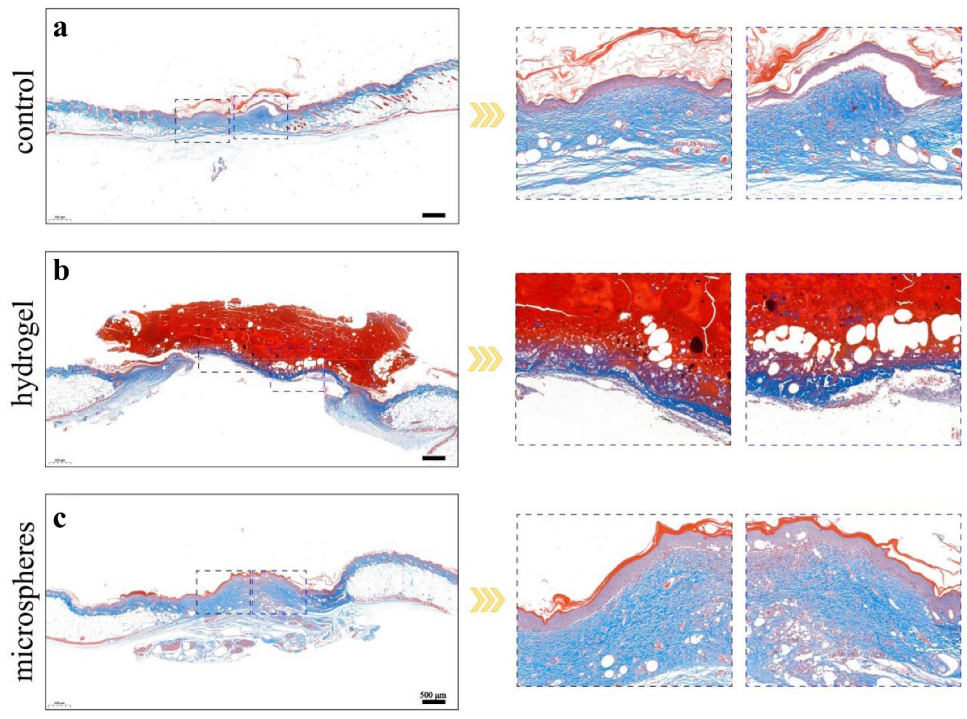 a
control
b
hydrogel
c
microspheres
500 μm